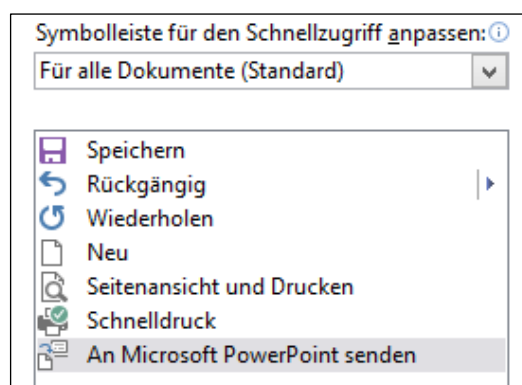 Symbolleiste für den Schnellzugriff anpassen:
Für alle Dokumente (Standard)
Speichern
Rückgängig
Wiederholen
Neu
Seitenansicht und Drucken
Schnelldruck
An Microsoft PowerPoint senden